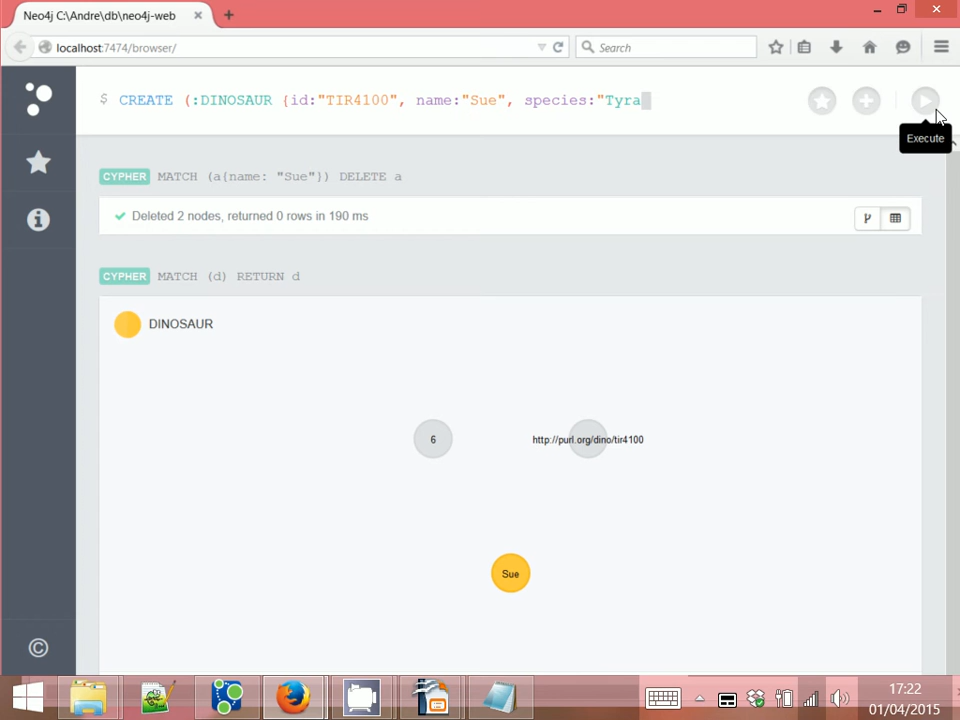 Neo4j C:\Andre\db\neo4j-web
localhost:7474/browser/
Search
$ CREATE (:DINOSAUR {id:"TIR4100", name:"Sue", species:"Tyra
Execute
CYPHER MATCH (a{name: "Sue"}) DELETE a
Deleted 2 nodes, returned 0 rows in 190 ms
CYPHER MATCH (d) RETURN d
DINOSAUR
6
http://purl.org/dino/tir4100
Sue
17:22
01/04/2015